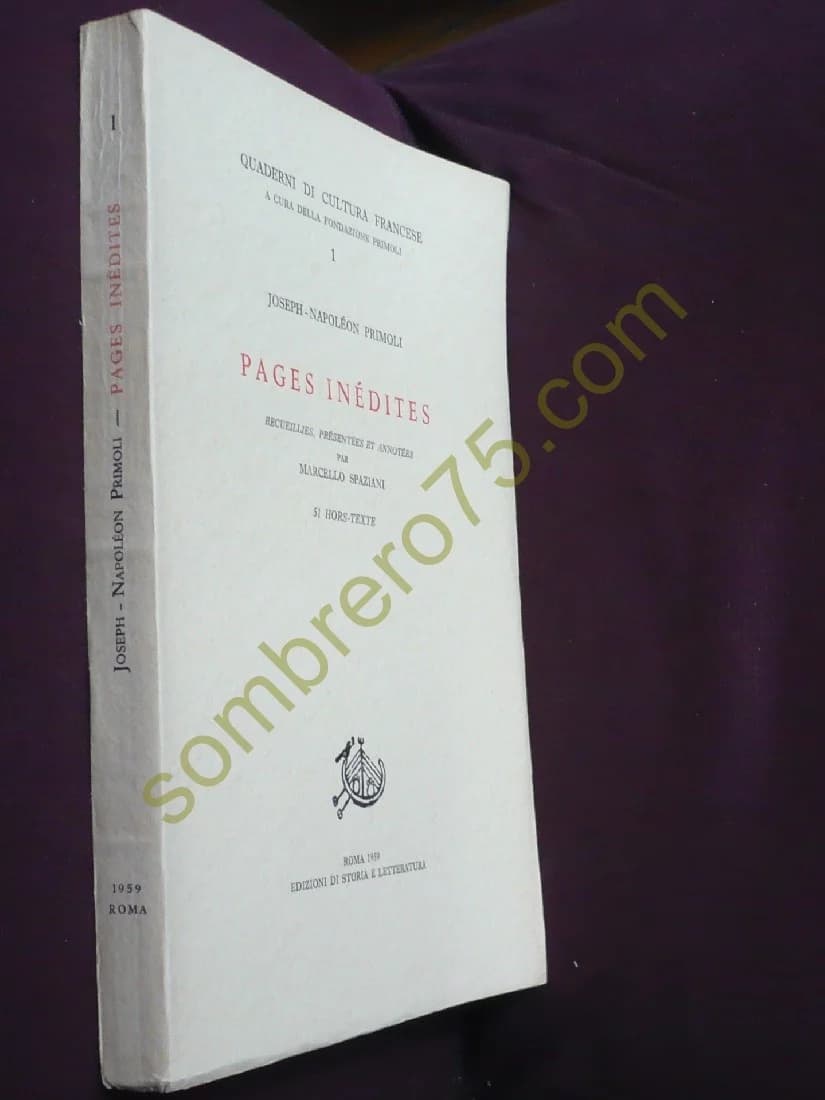 QUADERNI DI CULTURA FRANCESE
A CURA DELLA FONDAZIONE PRIMOLI
1
JOSEPH-NAPOLÉON PRIMOLI
PAGES INÉDITES
RECUEILLIES, PRÉSENTÉES ET ANNOTÉES
PAR
MARCELLO SPAZIANI
51 HORS-TEXTE
ROMA 1959
EDIZIONI DI STORIA E LETTERATURA
1
JOSEPH - NAPOLÉON PRIMOLI — PAGES INÉDITES
1959
ROMA
sombrero75.com